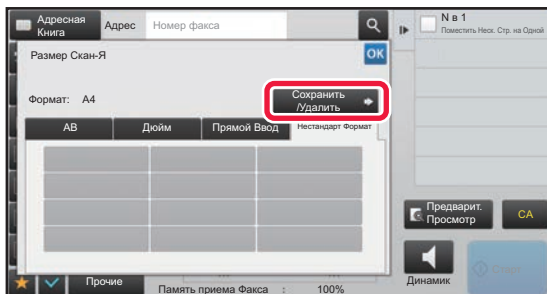 Адресная
Книга
Адрес
Номер факса
N в 1
Поместить Неск. Стр. на Одной
Размер Скан-Я
OK
Формат: A4
Сохранить
/Удалить
AB
Дюйм
Прямой Ввод
Нестандарт Формат
Предварит.
Просмотр
CA
Прочие
Память приема Факса : 100%
Динамик
Старт